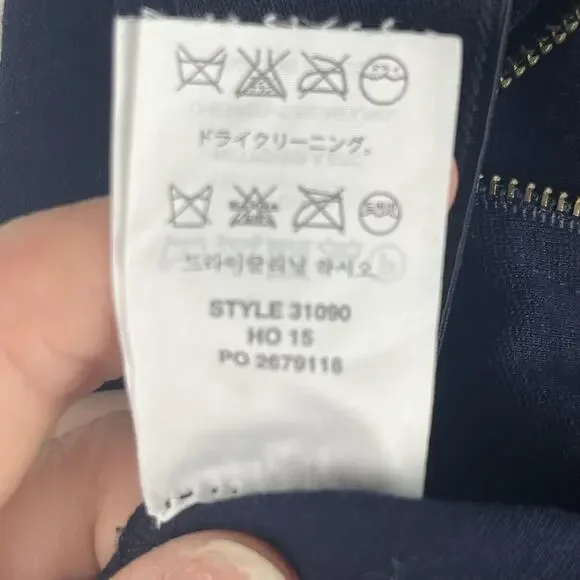 ドライクリーニング。
드라이클리닝 하시오
STYLE 31090
HO 15
PO 2679118